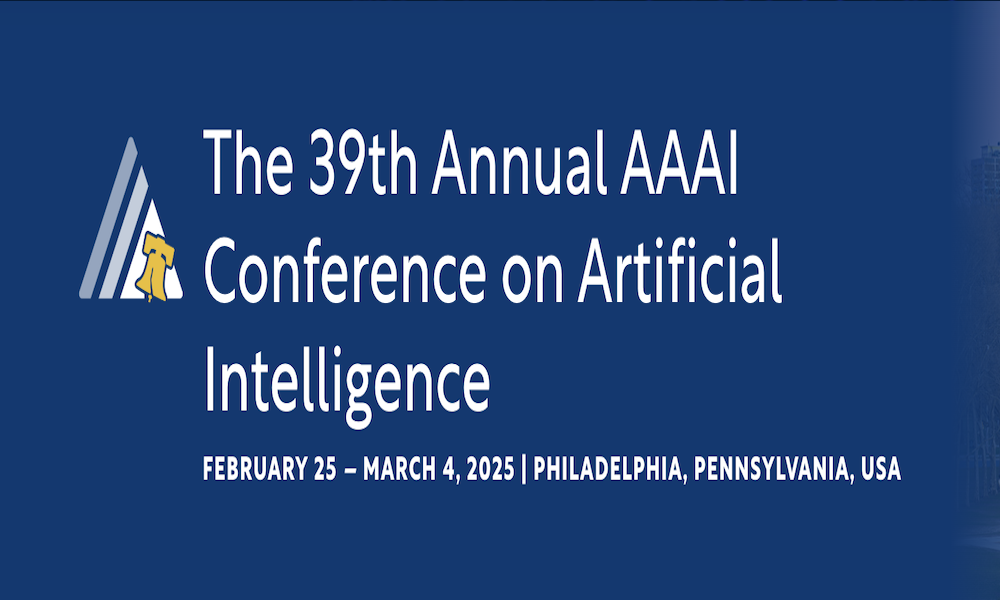 The 39th Annual AAAI
Conference on Artificial
Intelligence
FEBRUARY 25 – MARCH 4, 2025 | PHILADELPHIA, PENNSYLVANIA, USA